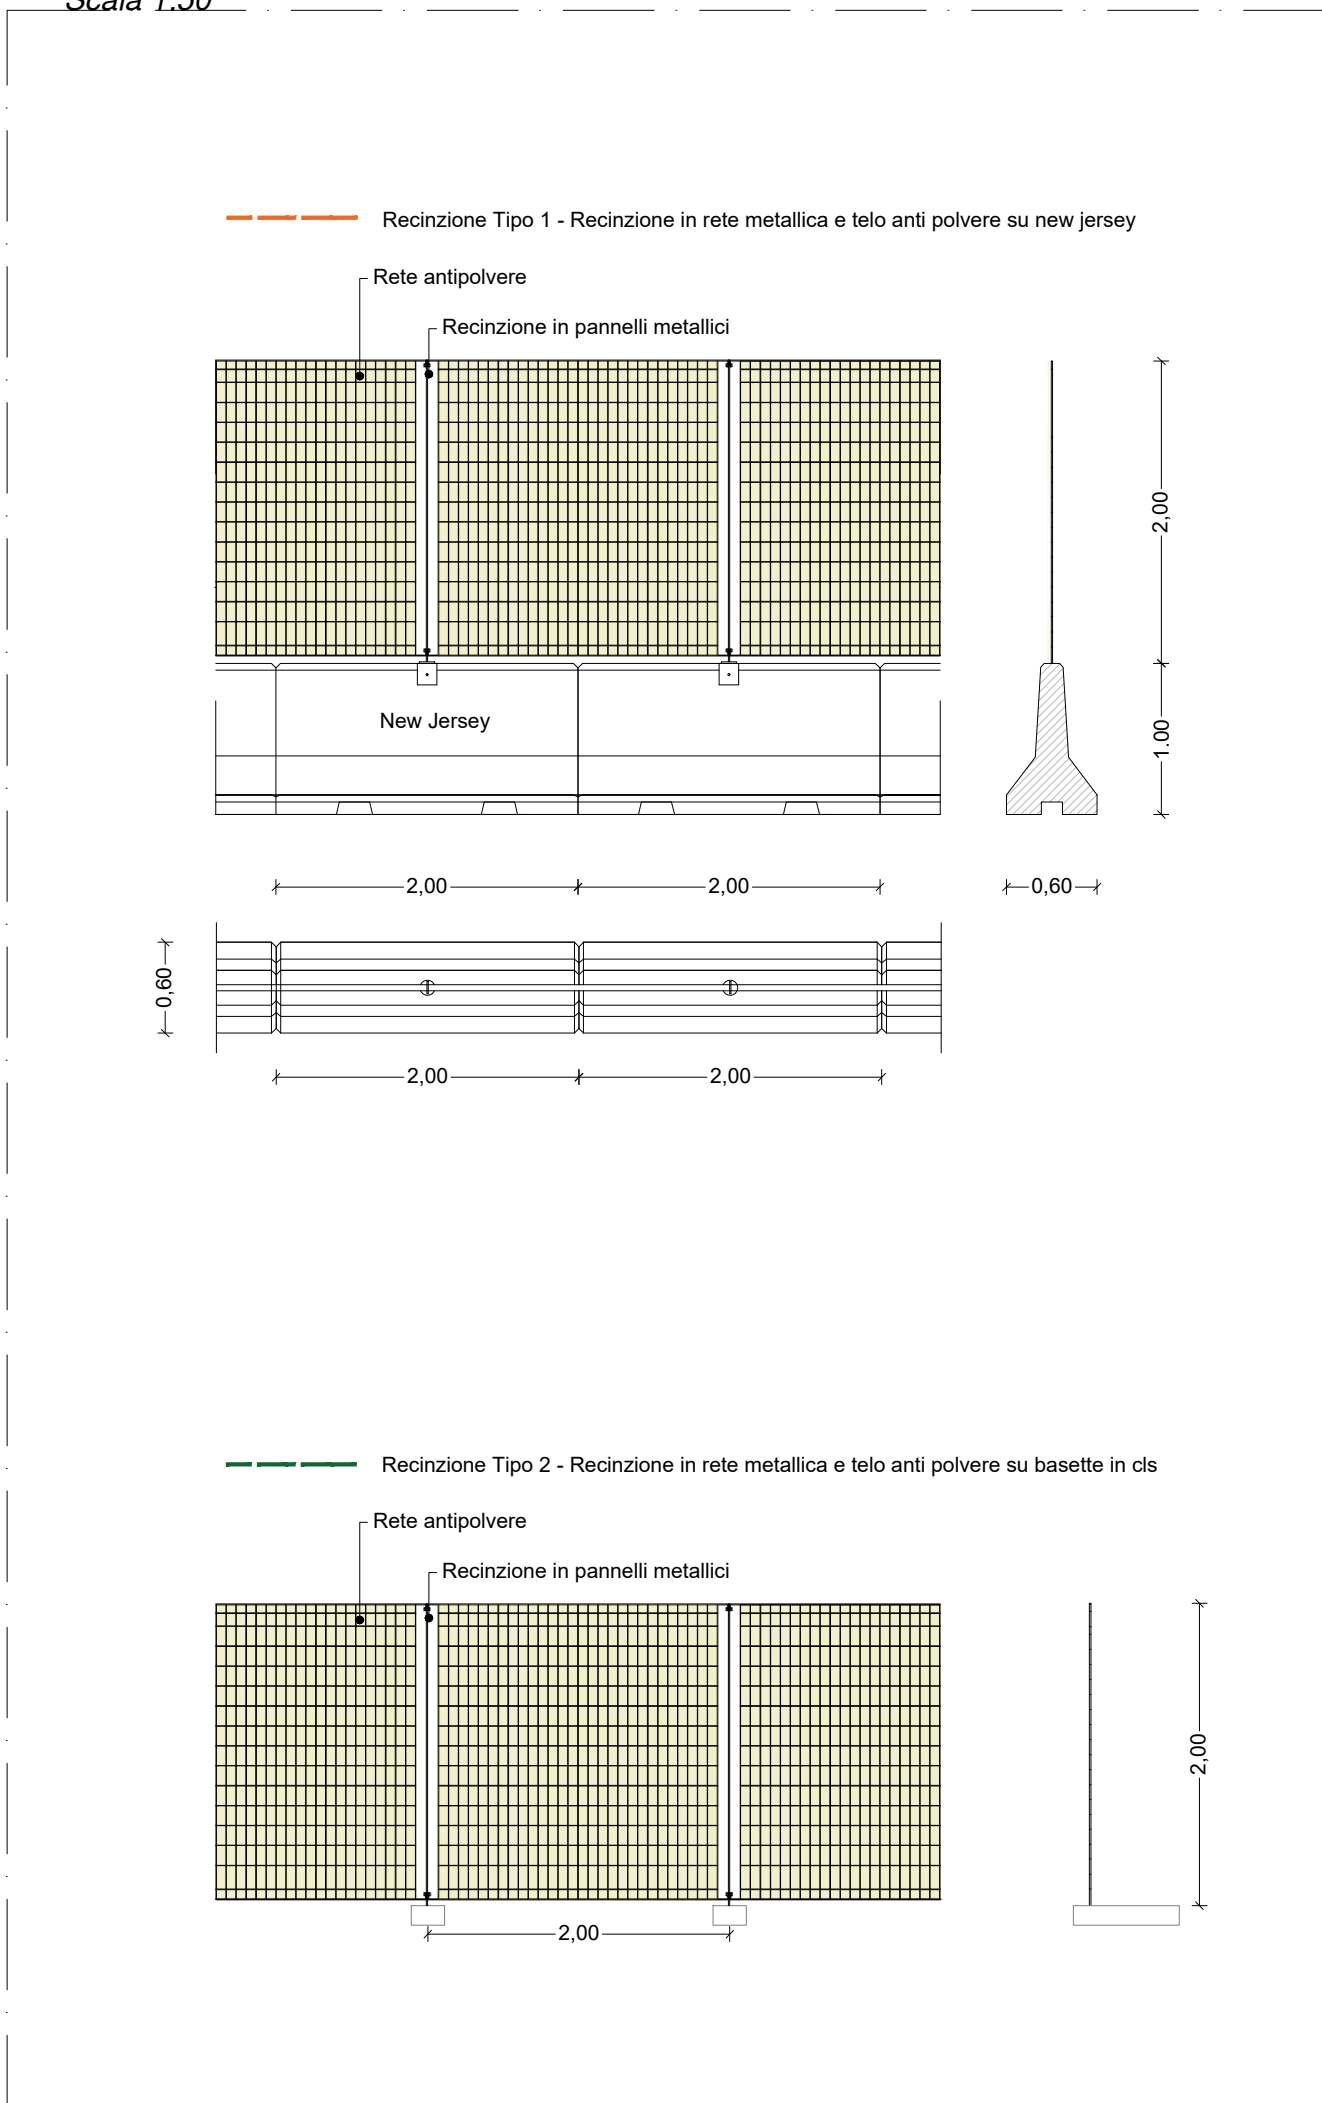 Scala 1:50
Recinzione Tipo 1 - Recinzione in rete metallica e telo anti polvere su new jersey
Rete antipolvere
Recinzione in pannelli metallici
2,00
New Jersey
1.00
2,00
2,00
0,60
0,60
2,00
2,00
Recinzione Tipo 2 - Recinzione in rete metallica e telo anti polvere su basette in cls
Rete antipolvere
Recinzione in pannelli metallici
2,00
2,00